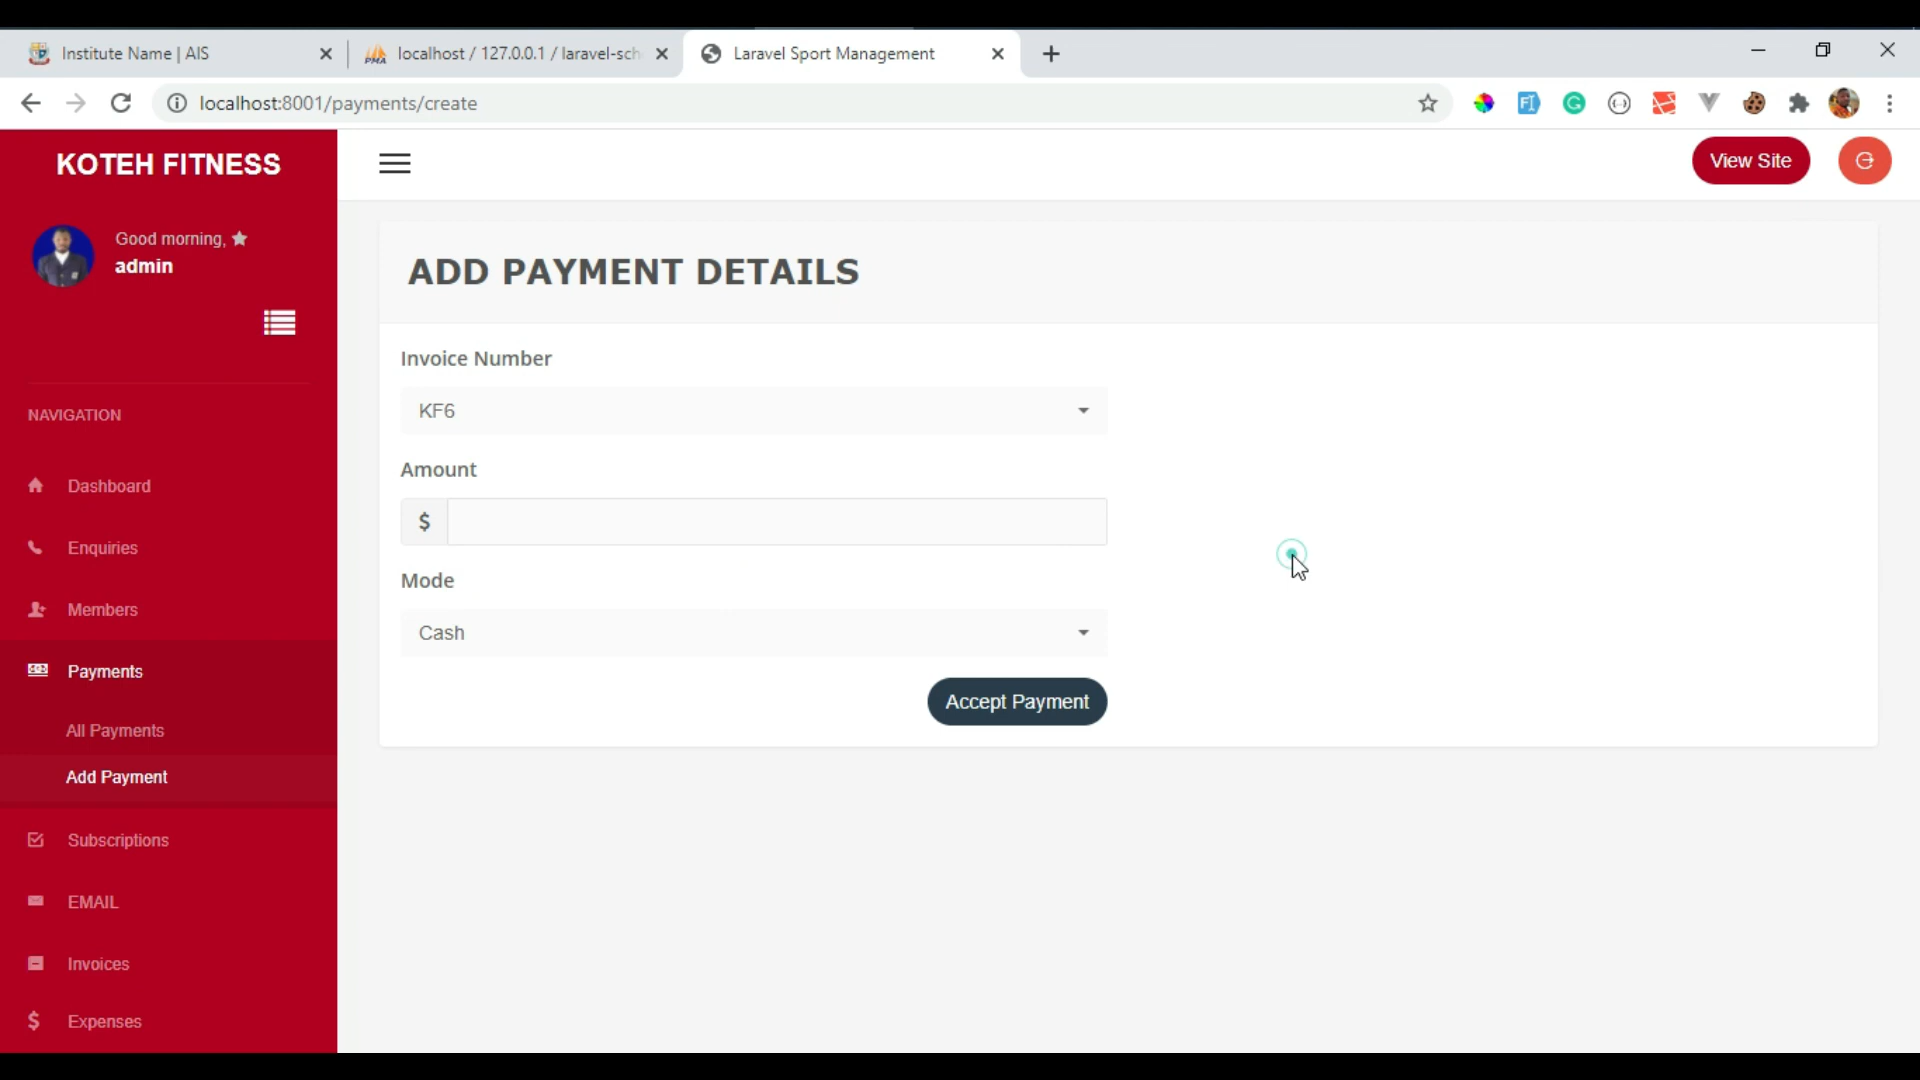 Institute Name | AIS
localhost / 127.0.0.1 / laravel-sch
Laravel Sport Management
localhost:8001/payments/create
KOTEH FITNESS
View Site
Good morning,
admin
NAVIGATION
Dashboard
Enquiries
Members
Payments
All Payments
Add Payment
Subscriptions
EMAIL
Invoices
$ Expenses
ADD PAYMENT DETAILS
Invoice Number
KF6
Amount
$
Mode
Cash
Accept Payment